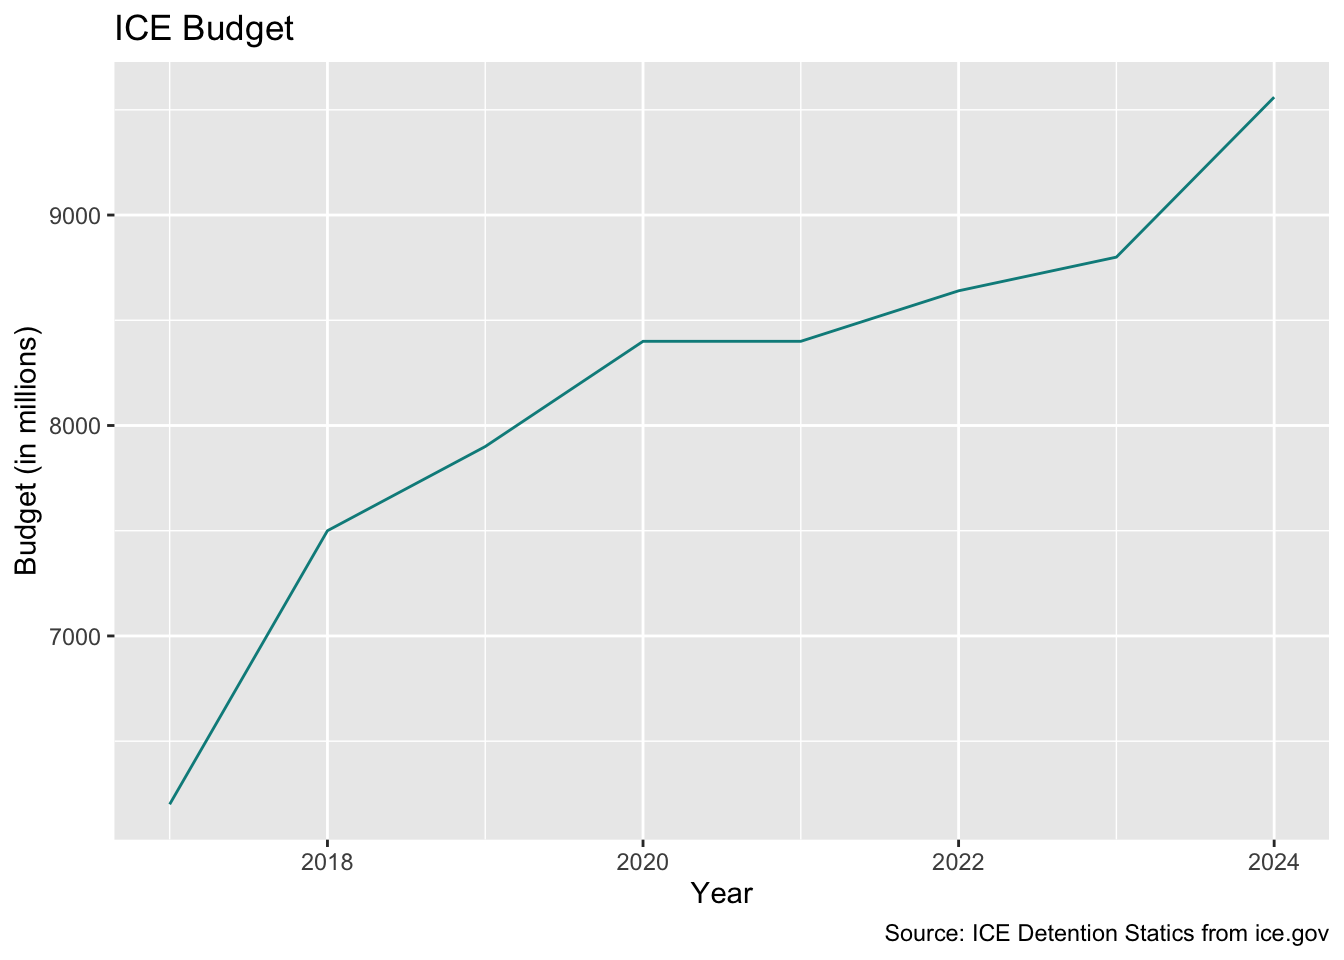 ICE Budget
9000
8000
7000
Budget (in millions)
2018 2020 2022 2024
Year
Source: ICE Detention Statics from ice.gov